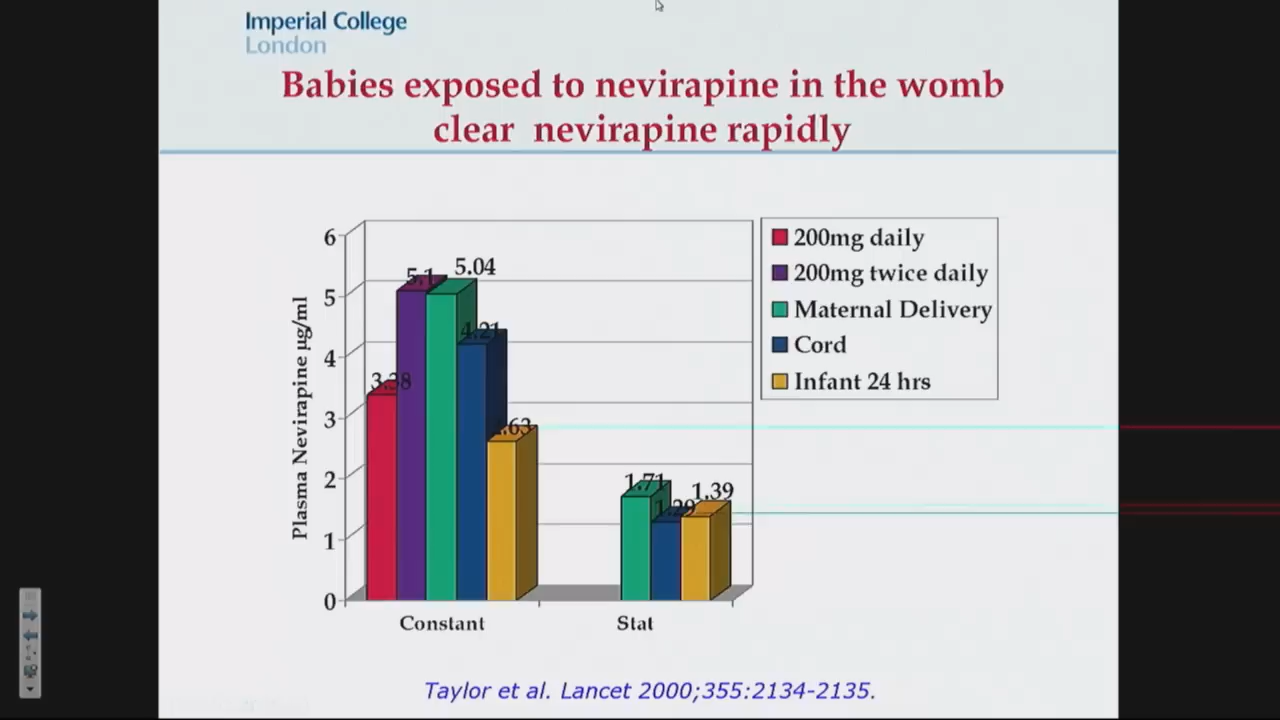 Imperial College
London
Babies exposed to nevirapine in the womb
clear nevirapine rapidly
Plasma Nevirapine µg/ml
6
5
4
3
2
1
0
3.38
5.1
5.04
4.21
.63
1.71
1.29
1.39
Constant
Stat
200mg daily
200mg twice daily
Maternal Delivery
Cord
Infant 24 hrs
Taylor et al. Lancet 2000;355:2134-2135.